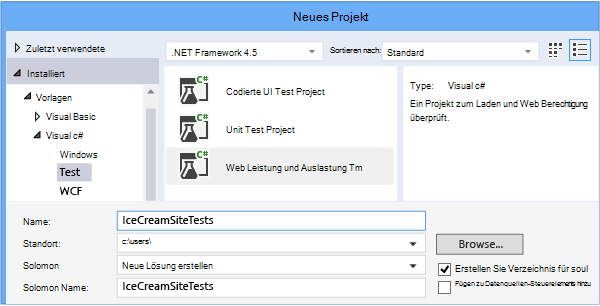 Neues Projekt
Zuletzt verwendete
.NET Framework 4.5
Sortieren nach:
Standard
Installiert
Vorlagen
Visual Basic
Visual c#
Windows
Test
WCF
C#
Codierte UI Test Project
C#
Unit Test Project
C#
Web Leistung und Auslastung Tm
Type: Visual c#
Ein Projekt zum Laden und Web Berechtigung
überprüft.
Name: IceCreamSiteTests
Standort: c:\users\
Browse...
Solomon Neue Lösung erstellen
Erstellen Sie Verzeichnis für soul
Solomon Name: IceCreamSiteTests
Fügen zu Datenquellen-Steuerelements hinzu